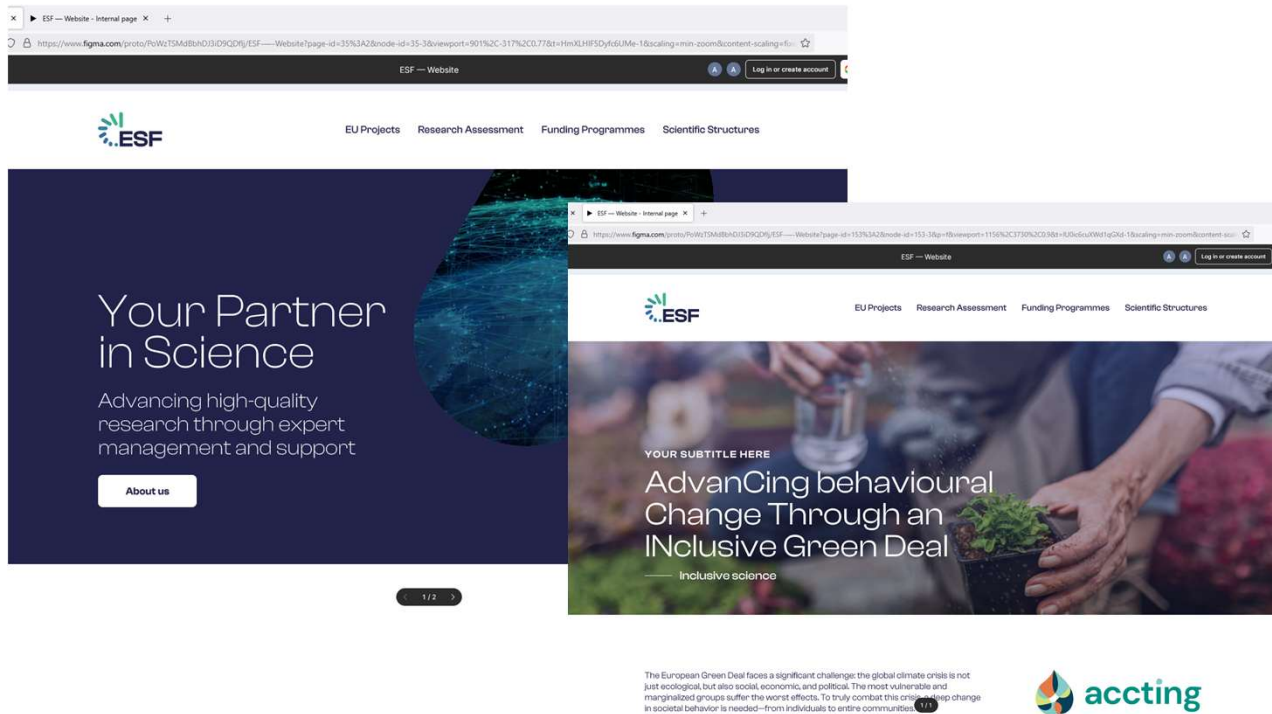 ESF — Website - Internal page
ESF — Website
A A Log in or create account
ESF
EU Projects Research Assessment Funding Programmes Scientific Structures
Your Partner
in Science
Advancing high-quality
research through expert
management and support
About us
1 / 2
ESF — Website - Internal page
ESF — Website
A A Log in or create account
ESF
EU Projects Research Assessment Funding Programmes Scientific Structures
YOUR SUBTITLE HERE
AdvanCing behavioural
Change Through an
INclusive Green Deal
Inclusive science
The European Green Deal faces a significant challenge: the global climate crisis is not
just ecological, but also social, economic, and political. The most vulnerable and
marginalized groups suffer the worst effects. To truly combat this crisis, a deep change
in societal behavior is needed—from individuals to entire communities.
1 / 1
accting